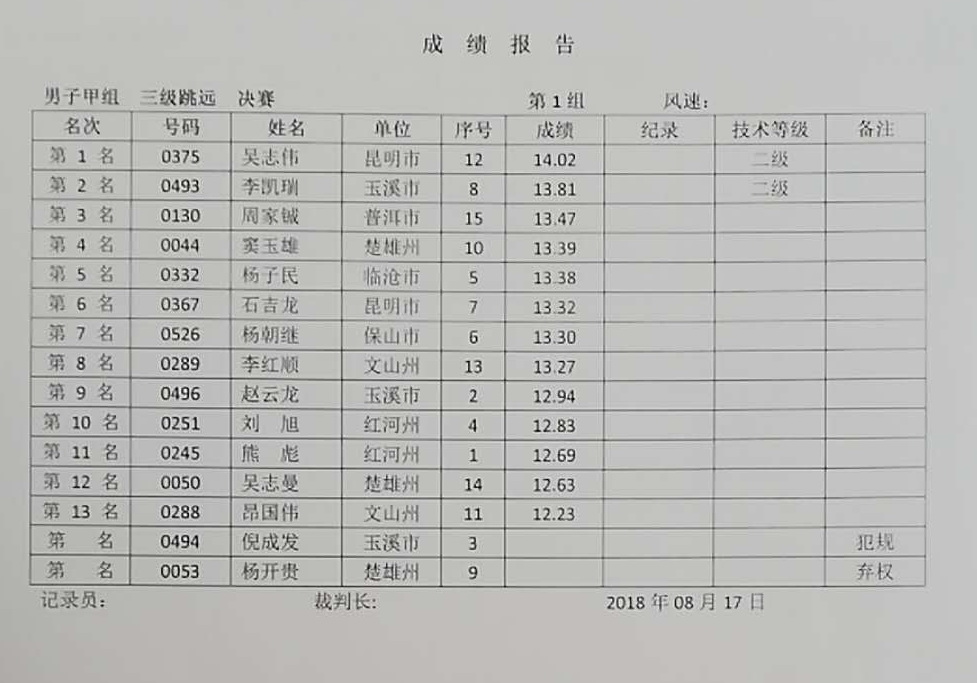 成 绩 报 告
男子甲组 三级跳远 决赛 第1组 风速：
名次 号码 姓名 单位 序号 成绩 纪录 技术等级 备注
第 1 名 0375 吴志伟 昆明市 12 14.02 二级
第 2 名 0493 李凯瑞 玉溪市 8 13.81 二级
第 3 名 0130 周家铖 普洱市 15 13.47
第 4 名 0044 窦玉雄 楚雄州 10 13.39
第 5 名 0332 杨子民 临沧市 5 13.38
第 6 名 0367 石吉龙 昆明市 7 13.32
第 7 名 0526 杨朝继 保山市 6 13.30
第 8 名 0289 李红顺 文山州 13 13.27
第 9 名 0496 赵云龙 玉溪市 2 12.94
第 10 名 0251 刘 旭 红河州 4 12.83
第 11 名 0245 熊 彪 红河州 1 12.69
第 12 名 0050 吴志曼 楚雄州 14 12.63
第 13 名 0288 昂国伟 文山州 11 12.23
第 名 0494 倪成发 玉溪市 3 犯规
第 名 0053 杨开贵 楚雄州 9 弃权
记录员： 裁判长: 2018 年 08 月 17 日